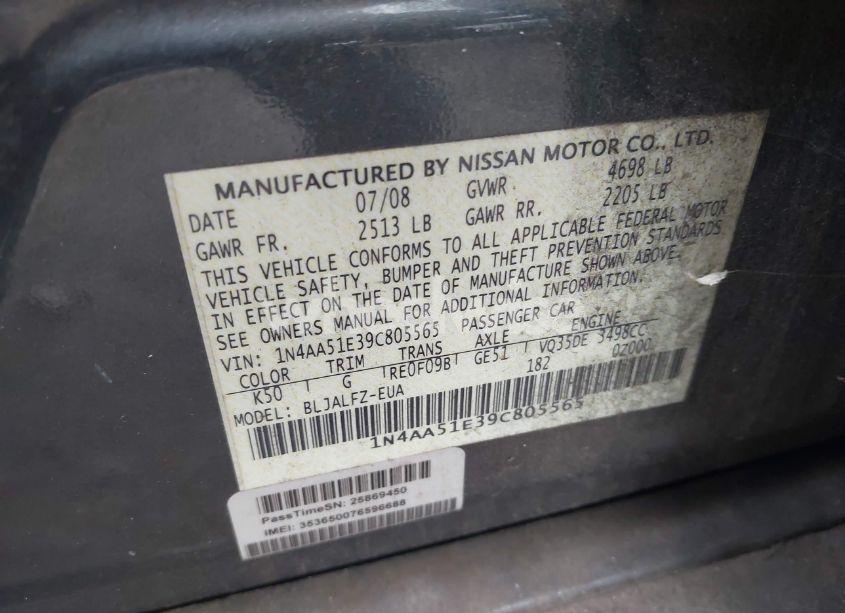 MANUFACTURED BY NISSAN MOTOR CO., LTD.
DATE 07/08 GVWR 4698 LB
GAWR FR. 2513 LB GAWR RR. 2205 LB
THIS VEHICLE CONFORMS TO ALL APPLICABLE FEDERAL MOTOR
VEHICLE SAFETY, BUMPER AND THEFT PREVENTION STANDARDS
IN EFFECT ON THE DATE OF MANUFACTURE SHOWN ABOVE.
SEE OWNERS MANUAL FOR ADDITIONAL INFORMATION.
VIN: 1N4AA51E39C805565 PASSENGER CAR
COLOR TRIM TRANS AXLE ENGINE
K50 G RE0F09B GE51 VQ35DE 3498CC
MODEL: BLJALFZ-EUA 182 0Z000
1N4AA51E39C805565
PassTimeSN: 25869450
IMEI: 353650076596688